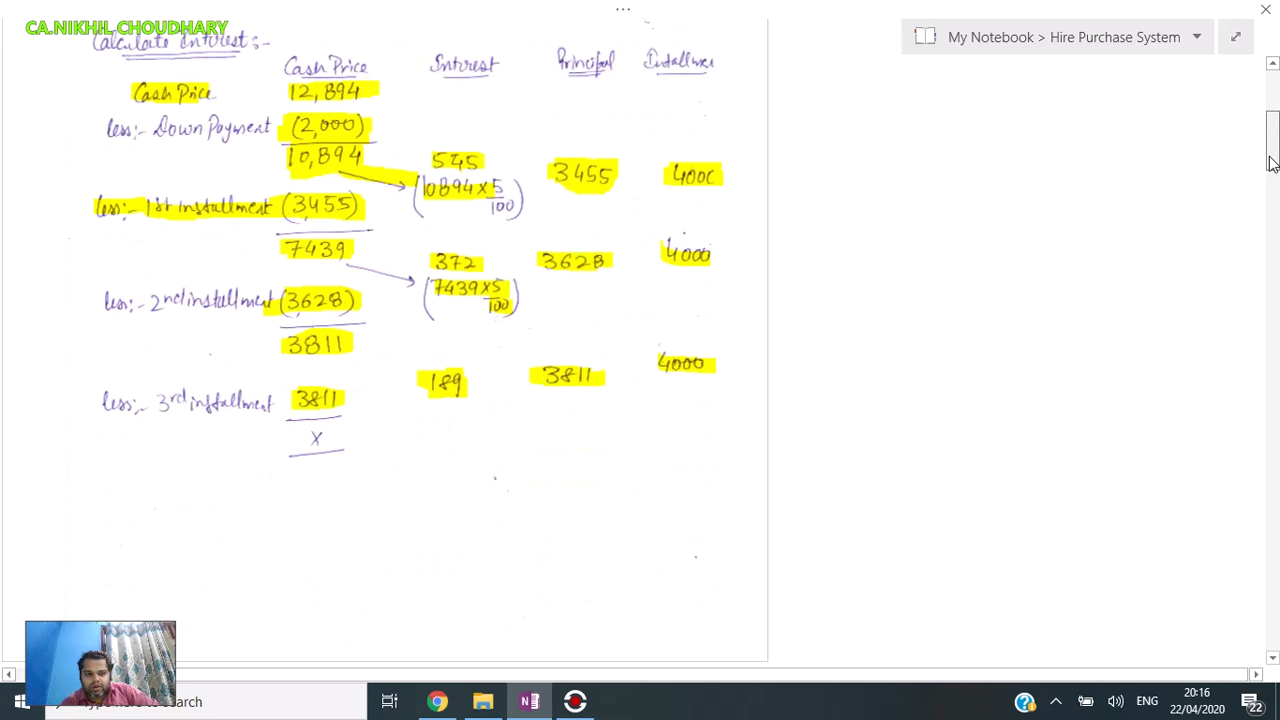 CA.NIKHIL CHOUDHARY
My Notebook > Hire Purchase System
Calculate Interest :-
Cash Price Interest Principal Installmen
Cash Price 12,894
less:- Down Payment (2,000)
10,894 545 3455 4000
(10894 x 5/100)
less:- 1st installment (3455)
7439 372 3628 4000
(7439 x 5/100)
less:- 2nd installment (3628)
3811
189 3811 4000
less:- 3rd installment 3811
x
ENG
20:16
22/04/2020
22